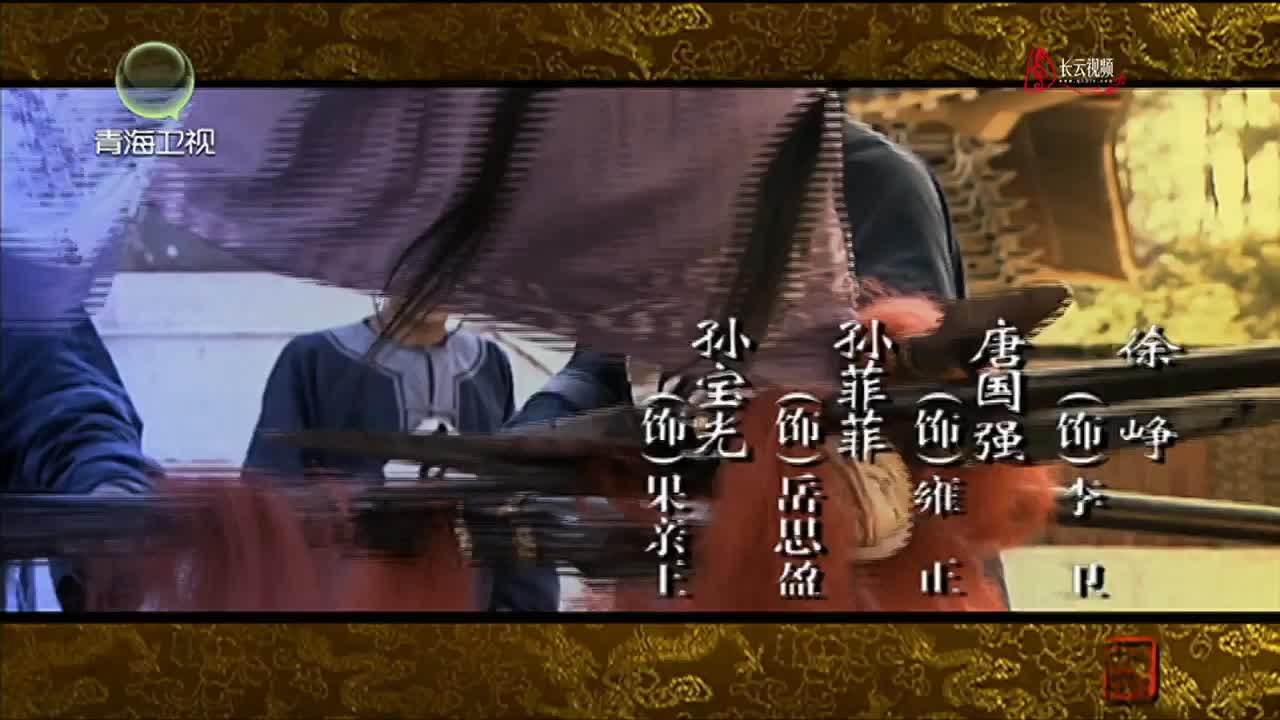 青海卫视
长云视频
徐峥
(饰)李卫
唐国强
(饰)雍正
孙菲菲
(饰)岳思盈
孙宝光
(饰)果亲王